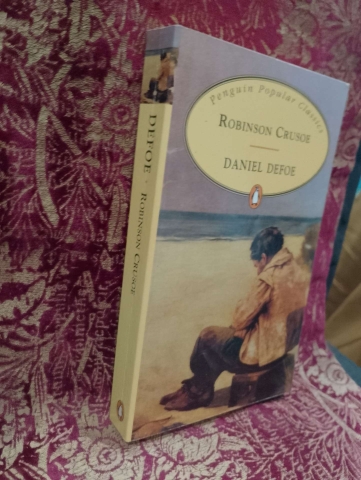 Penguin Popular Classics
ROBINSON CRUSOE
DANIEL DEFOE
DEFOE · ROBINSON CRUSOE